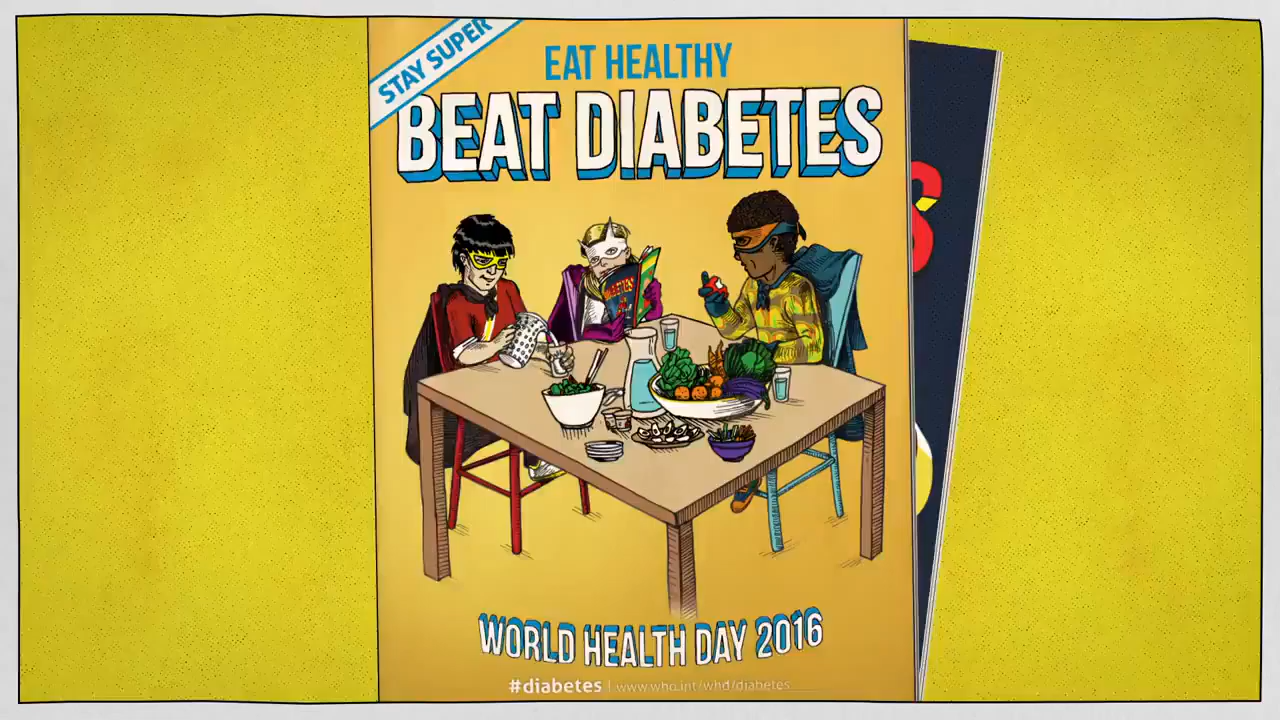 STAY SUPER
EAT HEALTHY
BEAT DIABETES
WORLD HEALTH DAY 2016
#diabetes | www.who.int/whd/diabetes